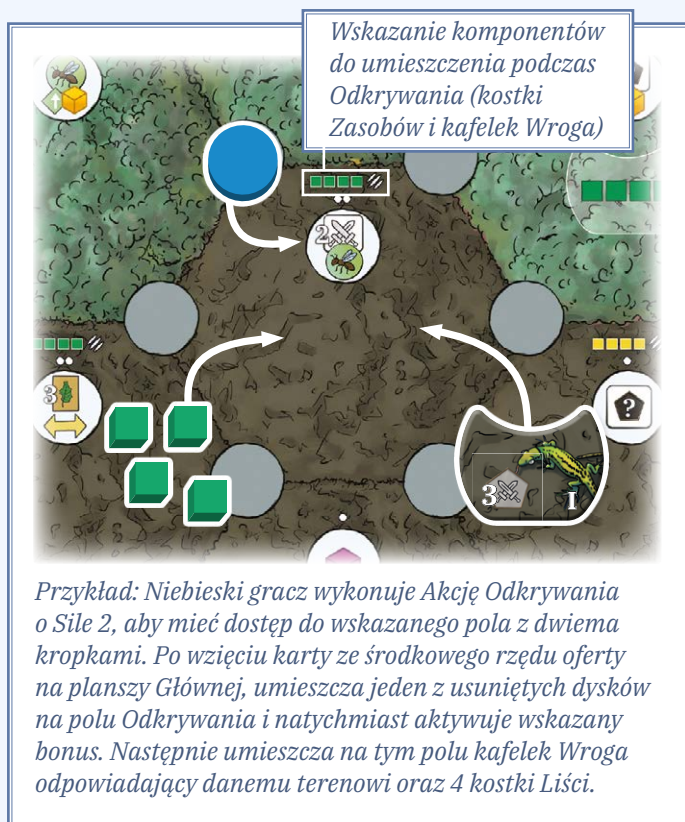 Wskazanie komponentów
do umieszczenia podczas
Odkrywania (kostki
Zasobów i kafelek Wroga)
2
3
?
3
I
Przykład: Niebieski gracz wykonuje Akcję Odkrywania
o Sile 2, aby mieć dostęp do wskazanego pola z dwiema
kropkami. Po wzięciu karty ze środkowego rzędu oferty
na planszy Głównej, umieszcza jeden z usuniętych dysków
na polu Odkrywania i natychmiast aktywuje wskazany
bonus. Następnie umieszcza na tym polu kafelek Wroga
odpowiadający danemu terenowi oraz 4 kostki Liści.